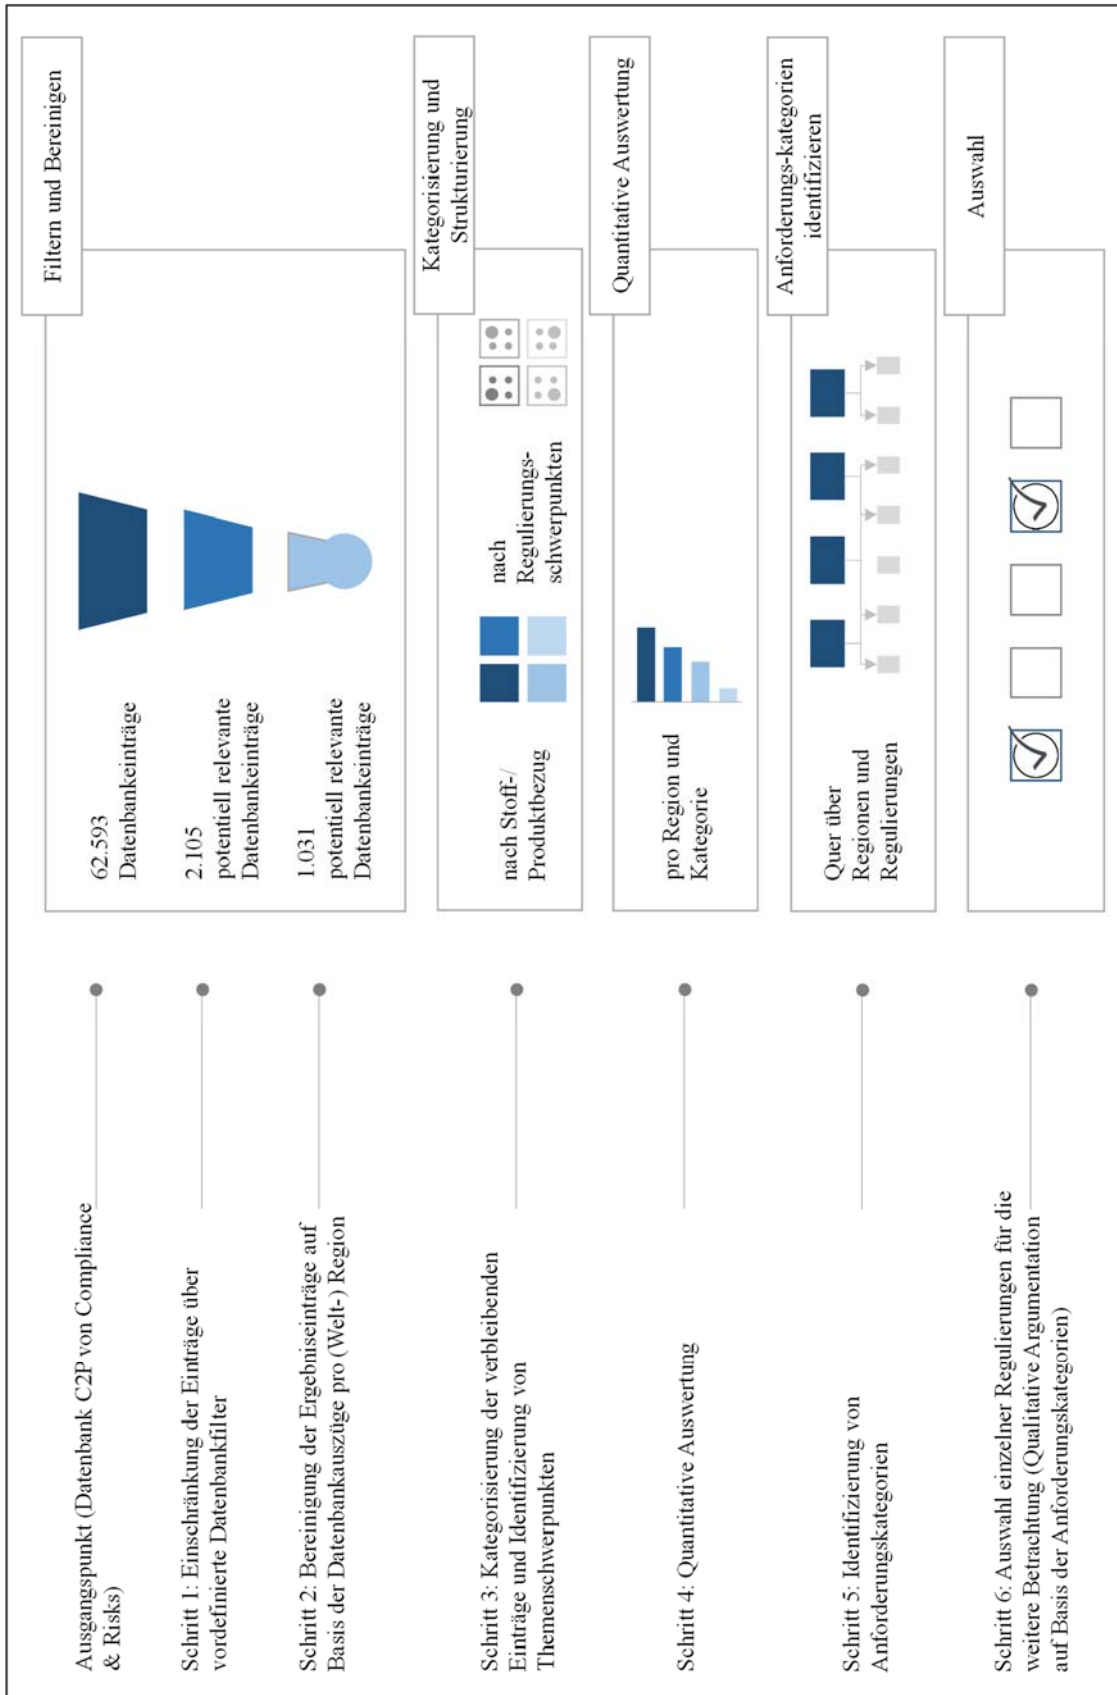 Ausgangspunkt (Datenbank C2P von Compliance
& Risks)
62.593
Datenbankeinträge
Filtern und Bereinigen
Schritt 1: Einschränkung der Einträge über
vordefinierte Datenbankfilter
2.105
potentiell relevante
Datenbankeinträge
Schritt 2: Bereinigung der Ergebniseinträge auf
Basis der Datenbankauszüge pro (Welt-) Region
1.031
potentiell relevante
Datenbankeinträge
Schritt 3: Kategorisierung der verbleibenden
Einträge und Identifizierung von
Themenschwerpunkten
nach Stoff-/
Produktbezug
nach
Regulierungs-
schwerpunkten
Kategorisierung und
Strukturierung
Schritt 4: Quantitative Auswertung
pro Region und
Kategorie
Quantitative Auswertung
Schritt 5: Identifizierung von
Anforderungskategorien
Quer über
Regionen und
Regulierungen
Anforderungs-kategorien
identifizieren
Schritt 6: Auswahl einzelner Regulierungen für die
weitere Betrachtung (Qualitative Argumentation
auf Basis der Anforderungskategorien)
Auswahl